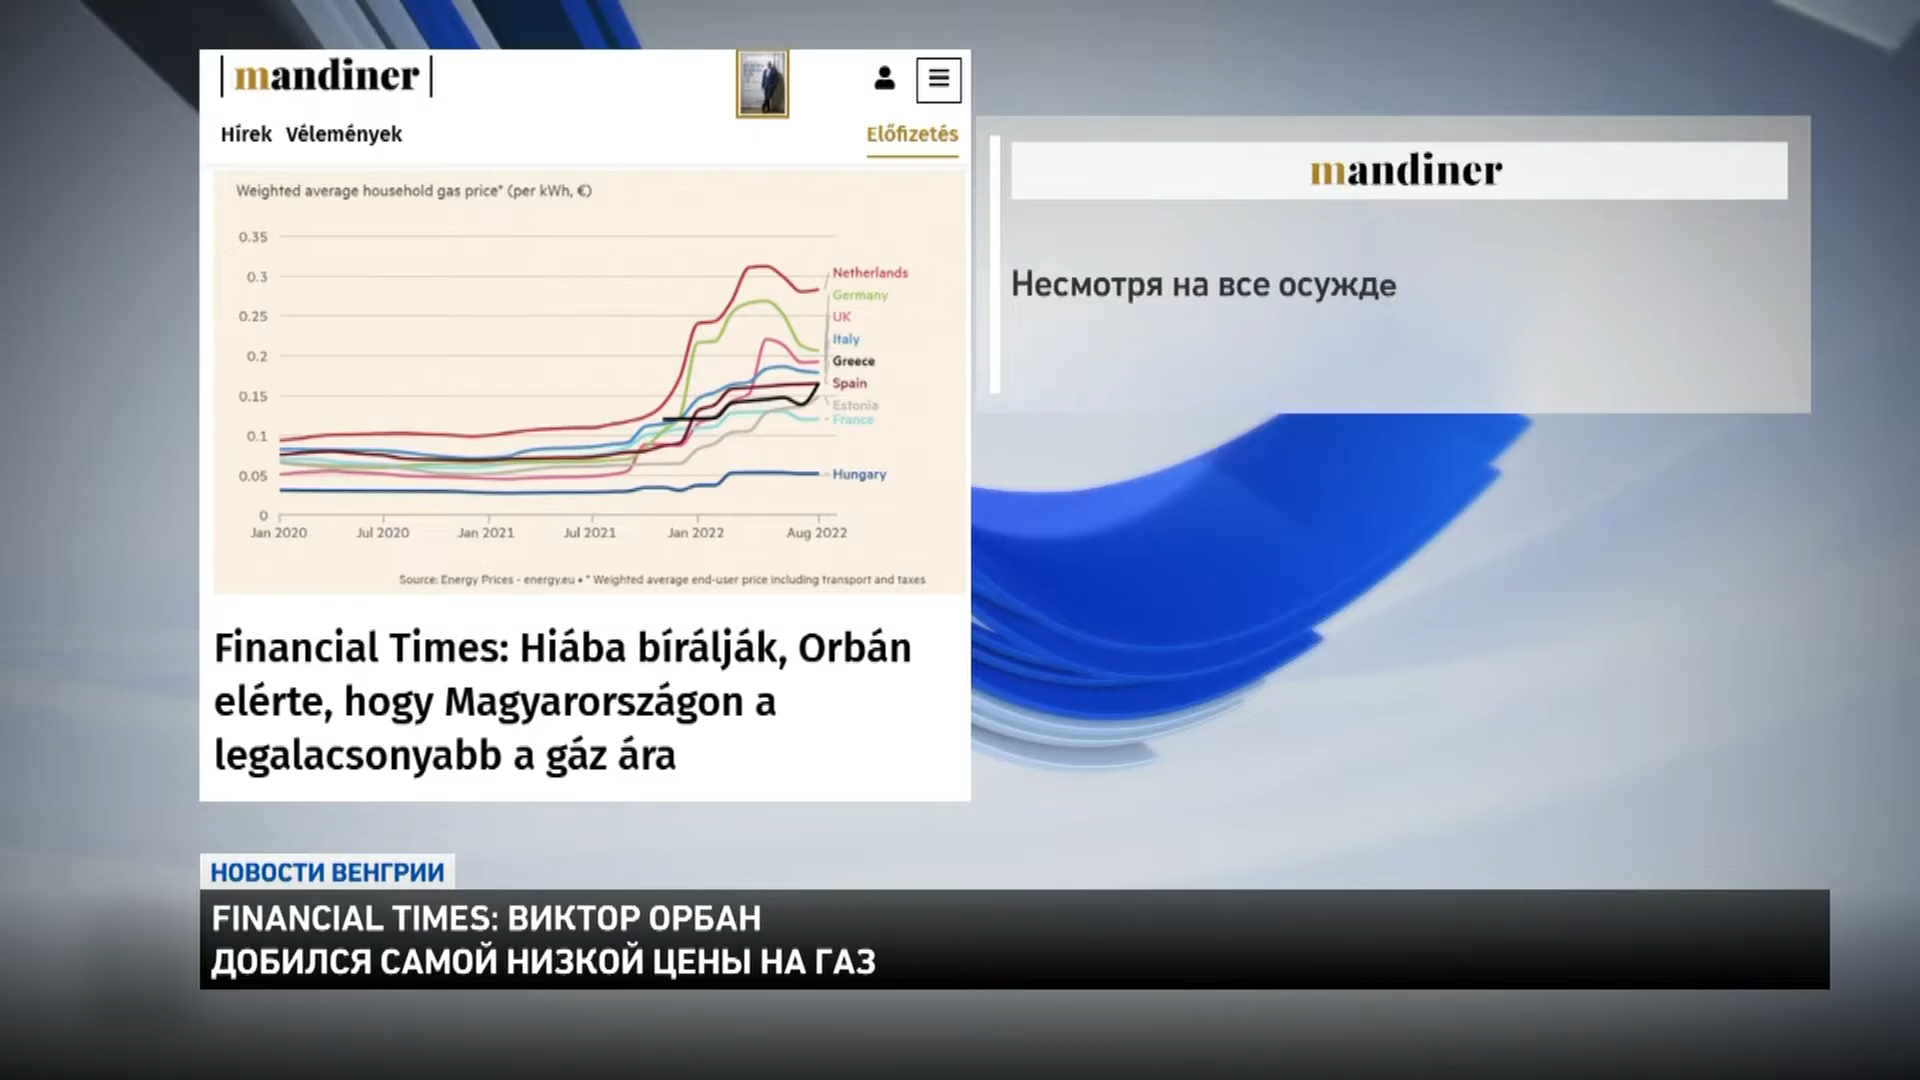 mandiner
Hírek Vélemények Előfizetés
Weighted average household gas price* (per kWh, €)
0.35
0.3
0.25
0.2
0.15
0.1
0.05
0
Netherlands
Germany
UK
Italy
Greece
Spain
Estonia
France
Hungary
Jan 2020 Jul 2020 Jan 2021 Jul 2021 Jan 2022 Aug 2022
Source: Energy Prices - energy.eu • * Weighted average end-user price including transport and taxes
Financial Times: Hiába bírálják, Orbán
elérte, hogy Magyarországon a
legalacsonyabb a gáz ára
mandiner
Несмотря на все осужде
НОВОСТИ ВЕНГРИИ
FINANCIAL TIMES: ВИКТОР ОРБАН
ДОБИЛСЯ САМОЙ НИЗКОЙ ЦЕНЫ НА ГАЗ